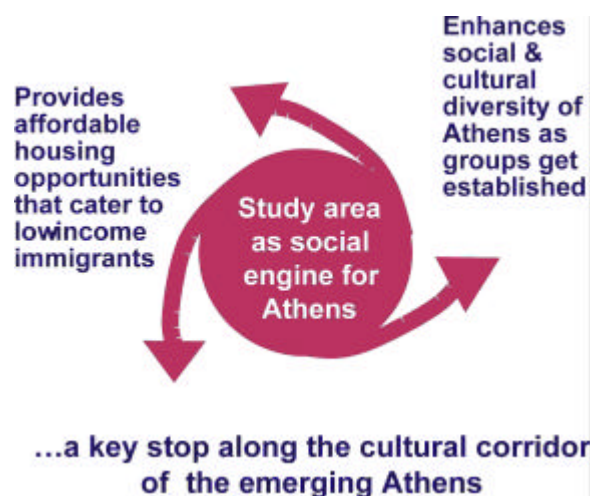 Provides
affordable
housing
opportunities
that cater to
lowincome
immigrants
Enhances
social &
cultural
diversity of
Athens as
groups get
established
Study area
as social
engine for
Athens
...a key stop along the cultural corridor
of the emerging Athens